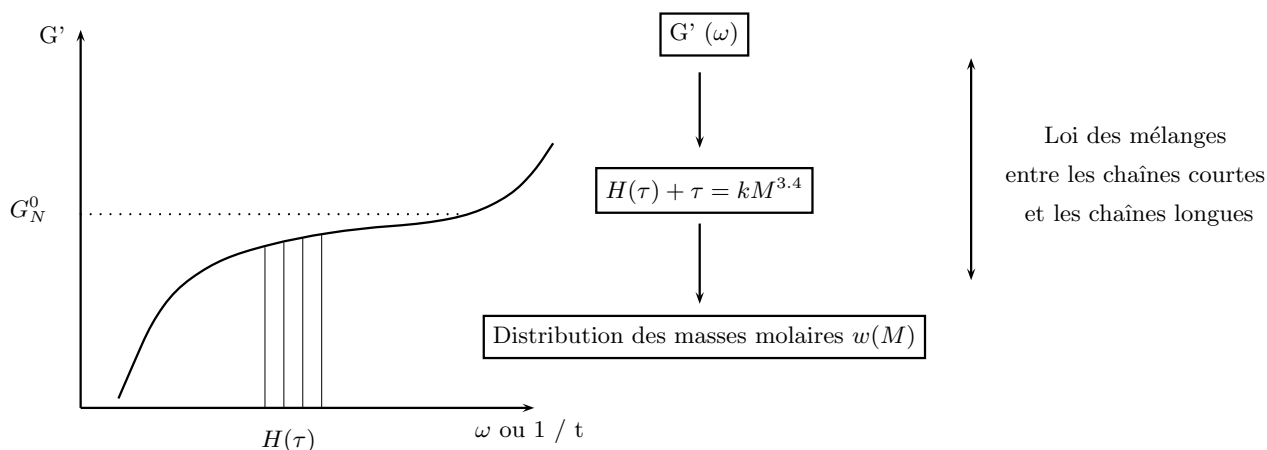 G'
G_N^0
H(τ)
ω ou 1 / t
G' (ω)
H(τ) + τ = kM^{3.4}
Distribution des masses molaires w(M)
Loi des mélanges
entre les chaînes courtes
et les chaînes longues